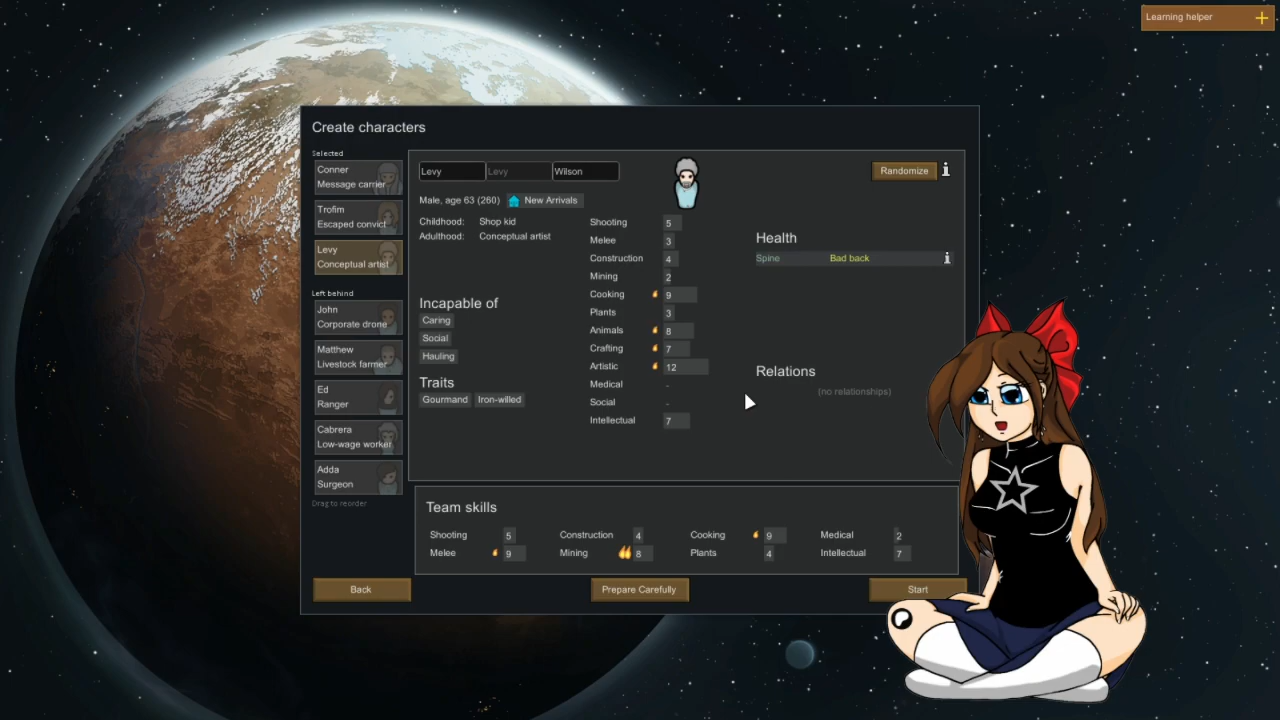 Learning helper
Create characters
Selected
Conner
Message carrier
Trofim
Escaped convict
Levy
Conceptual artist
Left behind
John
Corporate drone
Matthew
Livestock farmer
Ed
Ranger
Cabrera
Low-wage worker
Adda
Surgeon
Drag to reorder
Levy Levy Wilson
Randomize
Male, age 63 (260) New Arrivals
Childhood: Shop kid
Adulthood: Conceptual artist
Incapable of
Caring
Social
Hauling
Traits
Gourmand Iron-willed
Shooting 5
Melee 3
Construction 4
Mining 2
Cooking 9
Plants 3
Animals 8
Crafting 7
Artistic 12
Medical -
Social -
Intellectual 7
Health
Spine Bad back
Relations
(no relationships)
Team skills
Shooting 5 Construction 4 Cooking 9 Medical 2
Melee 9 Mining 8 Plants 4 Intellectual 7
Back Prepare Carefully Start